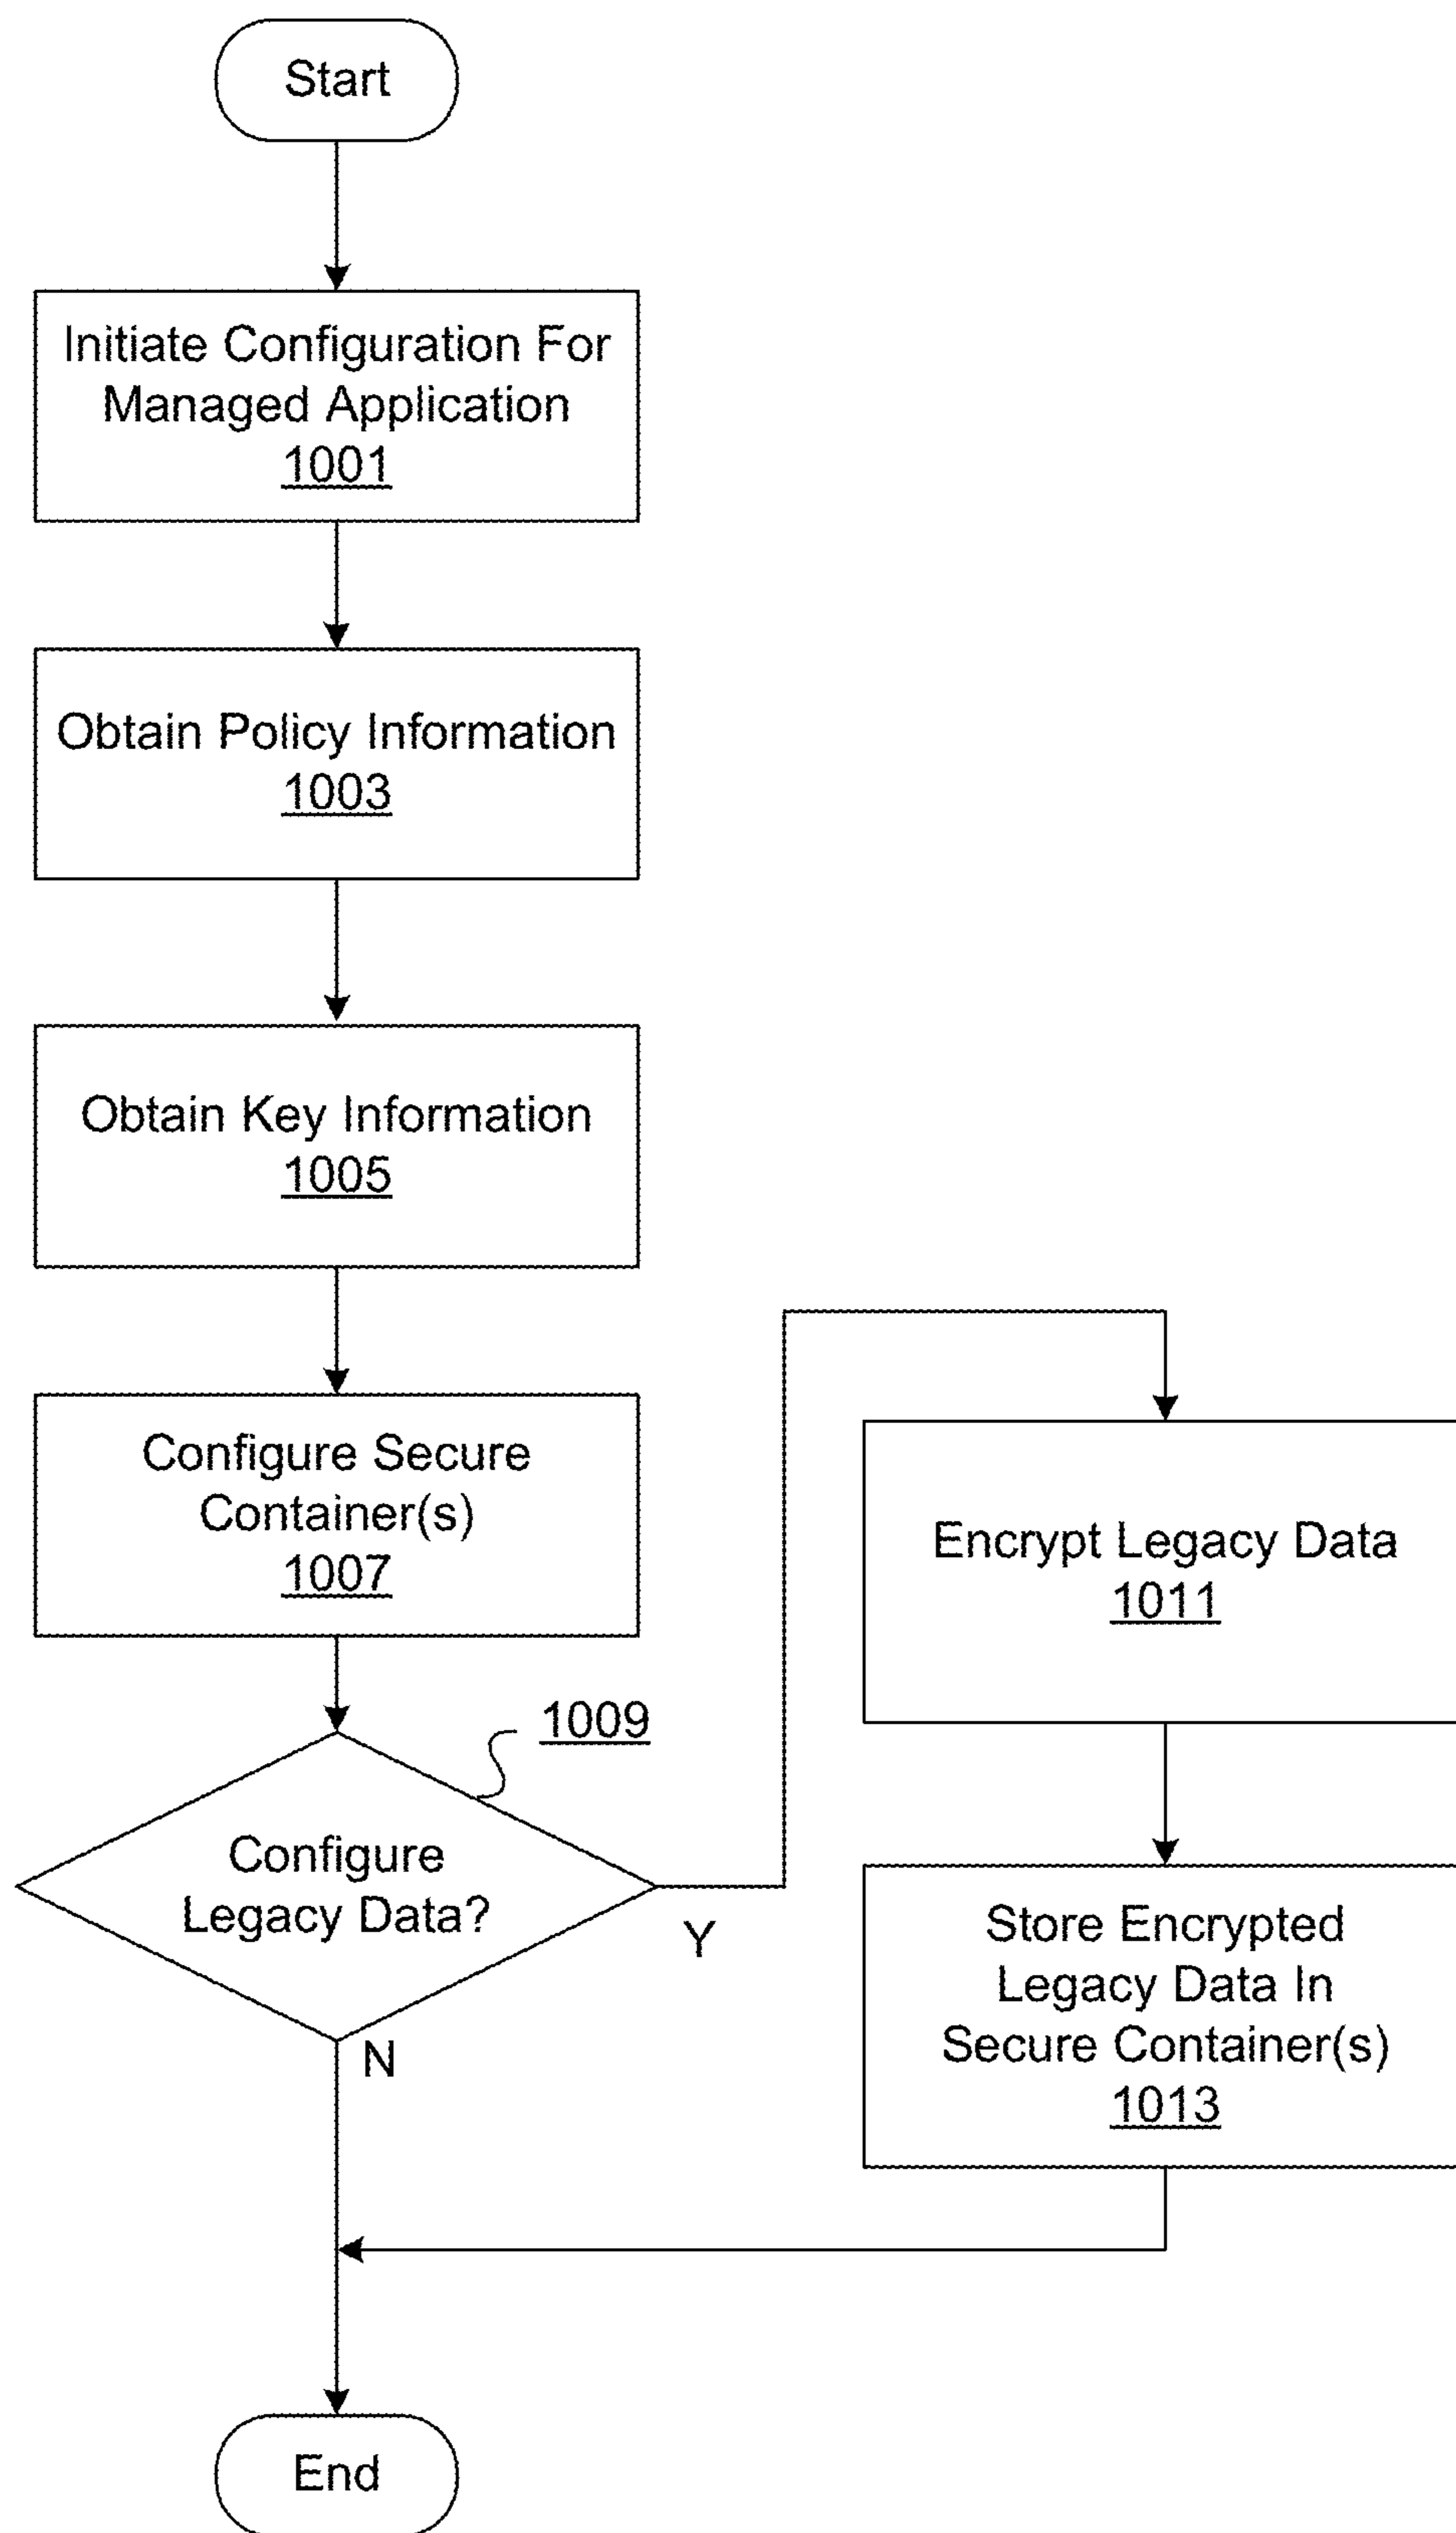 Start
Initiate Configuration For
Managed Application
1001
Obtain Policy Information
1003
Obtain Key Information
1005
Configure Secure
Container(s)
1007
1009
Configure
Legacy Data?
Y
N
Encrypt Legacy Data
1011
Store Encrypted
Legacy Data In
Secure Container(s)
1013
End